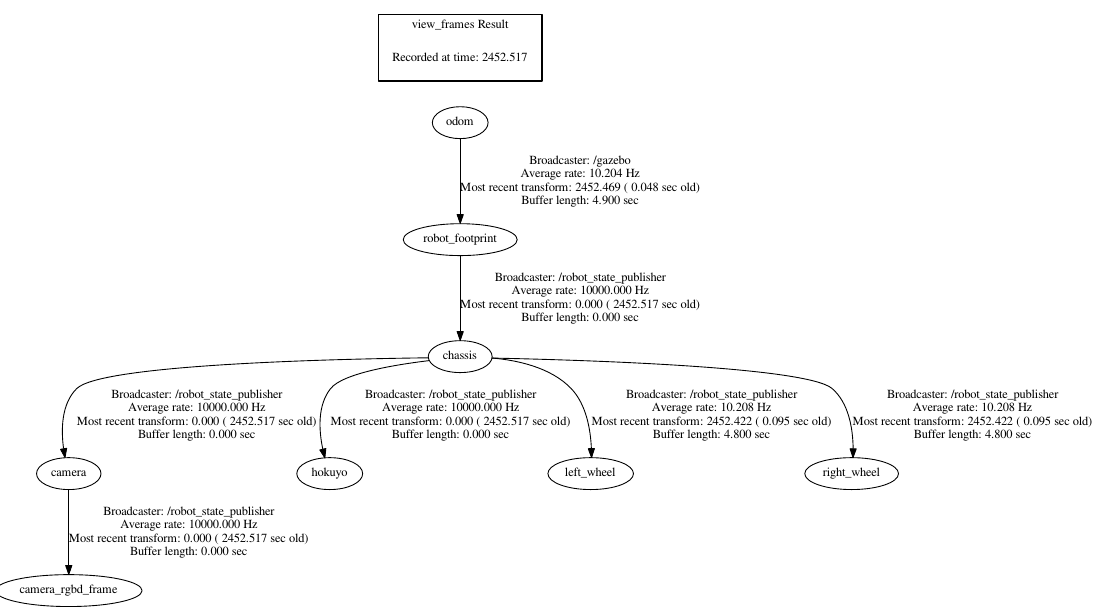 view_frames Result
Recorded at time: 2452.517
odom
Broadcaster: /gazebo
Average rate: 10.204 Hz
Most recent transform: 2452.469 ( 0.048 sec old)
Buffer length: 4.900 sec
robot_footprint
Broadcaster: /robot_state_publisher
Average rate: 10000.000 Hz
Most recent transform: 0.000 ( 2452.517 sec old)
Buffer length: 0.000 sec
chassis
Broadcaster: /robot_state_publisher
Average rate: 10000.000 Hz
Most recent transform: 0.000 ( 2452.517 sec old)
Buffer length: 0.000 sec
Broadcaster: /robot_state_publisher
Average rate: 10000.000 Hz
Most recent transform: 0.000 ( 2452.517 sec old)
Buffer length: 0.000 sec
Broadcaster: /robot_state_publisher
Average rate: 10.208 Hz
Most recent transform: 2452.422 ( 0.095 sec old)
Buffer length: 4.800 sec
Broadcaster: /robot_state_publisher
Average rate: 10.208 Hz
Most recent transform: 2452.422 ( 0.095 sec old)
Buffer length: 4.800 sec
camera
hokuyo
left_wheel
right_wheel
Broadcaster: /robot_state_publisher
Average rate: 10000.000 Hz
Most recent transform: 0.000 ( 2452.517 sec old)
Buffer length: 0.000 sec
camera_rgbd_frame